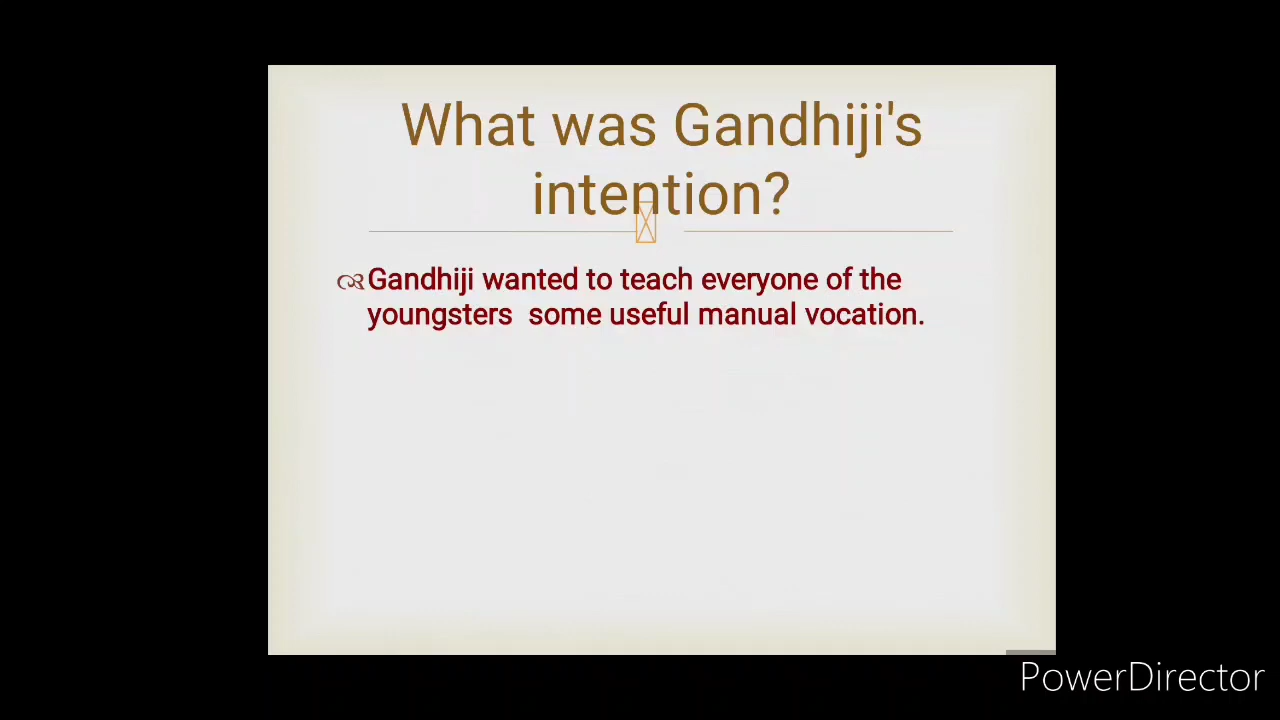 What was Gandhiji's
intention?
Gandhiji wanted to teach everyone of the
youngsters  some useful manual vocation.
PowerDirector